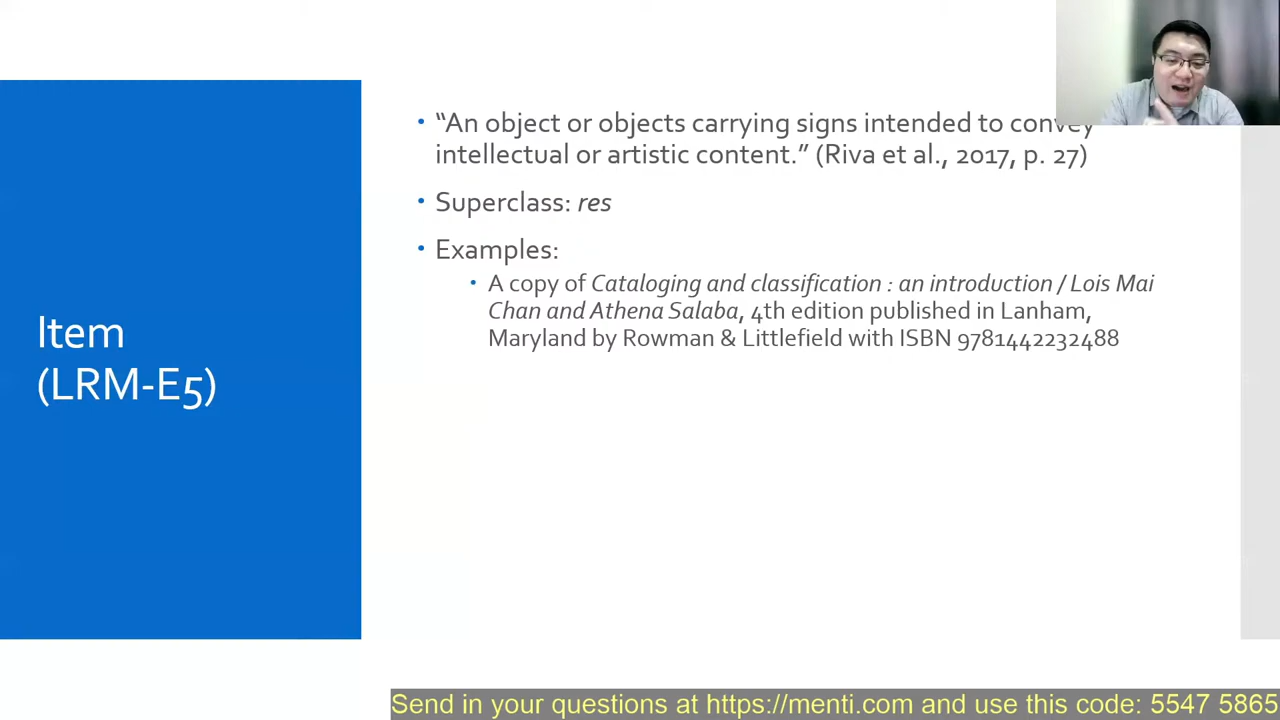 Item
(LRM-E5)
• “An object or objects carrying signs intended to convey
intellectual or artistic content.” (Riva et al., 2017, p. 27)
• Superclass: res
• Examples:
• A copy of Cataloging and classification : an introduction / Lois Mai
Chan and Athena Salaba, 4th edition published in Lanham,
Maryland by Rowman & Littlefield with ISBN 9781442232488
Send in your questions at https://menti.com and use this code: 5547 5865